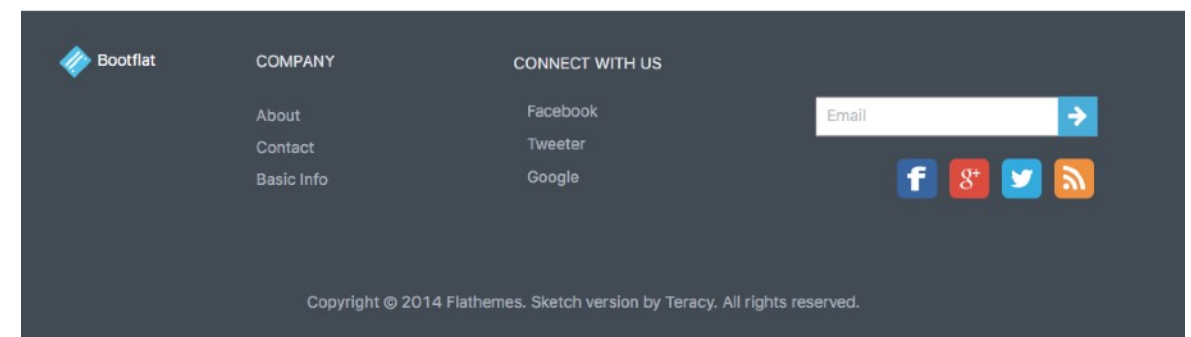 Bootflat
COMPANY
About
Contact
Basic Info
CONNECT WITH US
Facebook
Tweeter
Google
Email
f g+
Copyright © 2014 Flathemes. Sketch version by Teracy. All rights reserved.